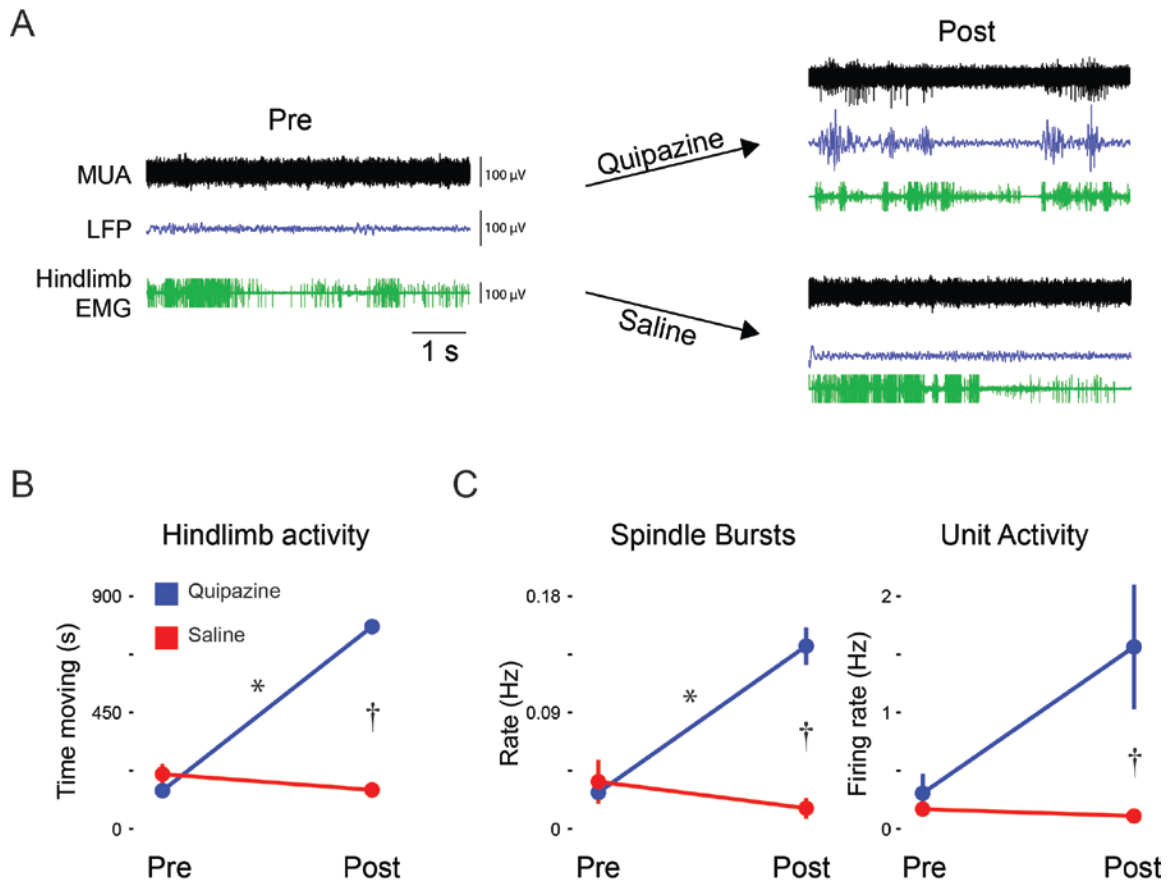 A
Pre
Post
MUA
100 µV
LFP
100 µV
Hindlimb
EMG
100 µV
1 s
Quipazine
Saline
B
Hindlimb activity
Quipazine
Saline
Time moving (s)
900
450
0
*
†
Pre
Post
C
Spindle Bursts
Rate (Hz)
0.18
0.09
0
*
†
Pre
Post
Unit Activity
Firing rate (Hz)
2
1
0
†
Pre
Post